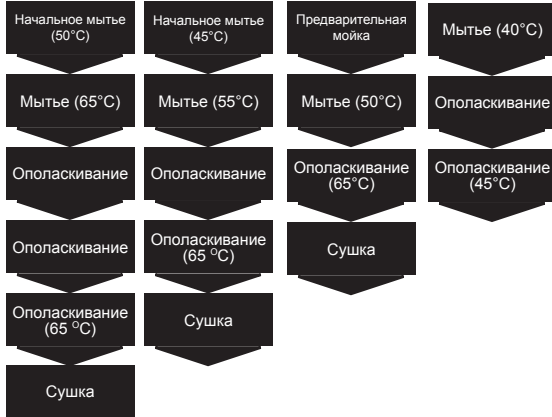 Начальное мытье
(50°C)
Мытье (65°C)
Ополаскивание
Ополаскивание
Ополаскивание
(65 °C)
Сушка
Начальное мытье
(45°C)
Мытье (55°C)
Ополаскивание
Ополаскивание
(65 °C)
Сушка
Предварительная
мойка
Мытье (50°C)
Ополаскивание
(65°C)
Сушка
Мытье (40°C)
Ополаскивание
Ополаскивание
(45°C)